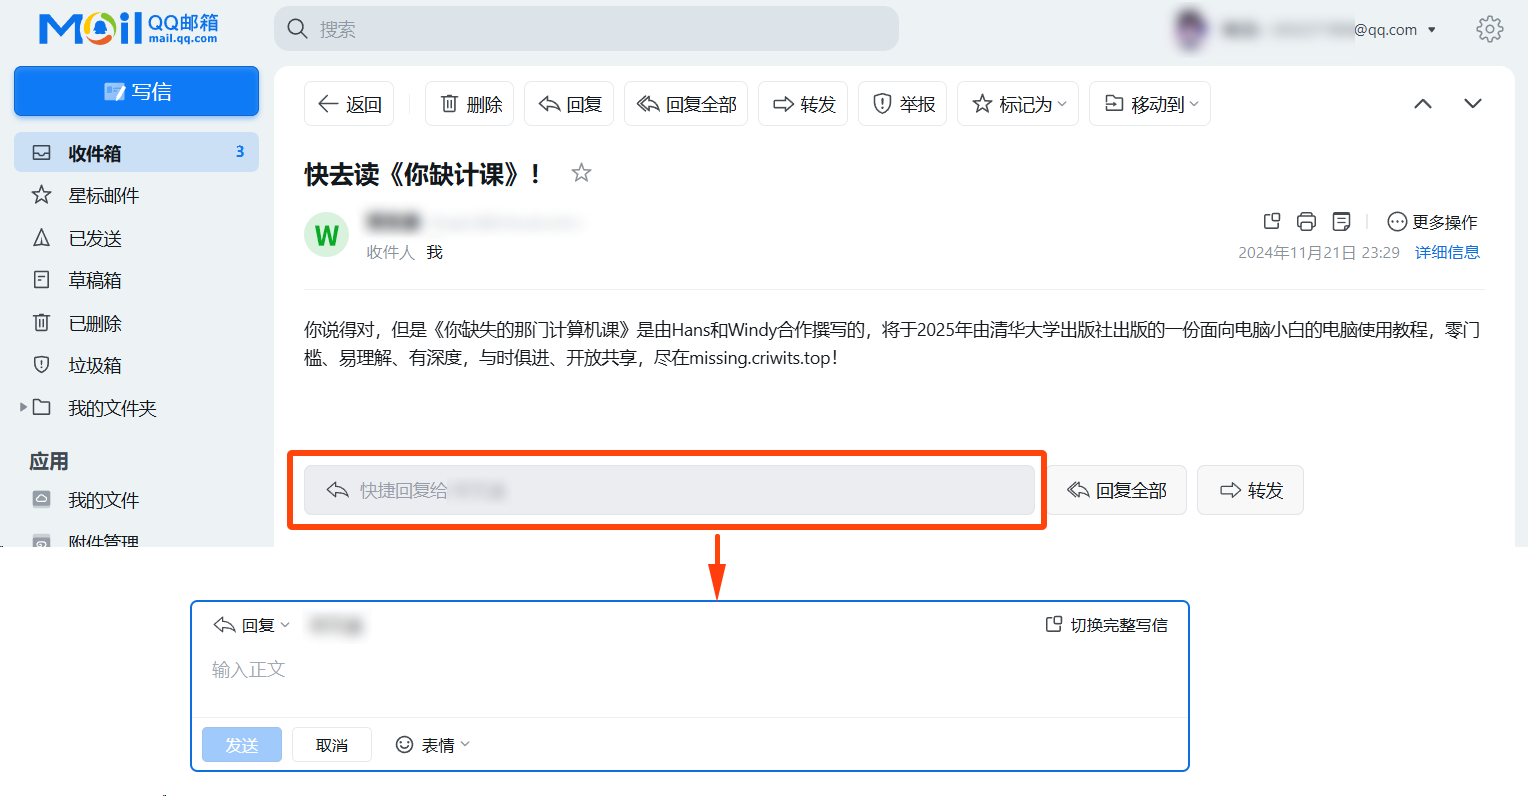 Mail QQ邮箱
mail.qq.com
搜索
@qq.com
写信
收件箱 3
星标邮件
已发送
草稿箱
已删除
垃圾箱
我的文件夹
应用
我的文件
附件管理
返回 删除 回复 回复全部 转发 举报 标记为 移动到
快去读《你缺计课》！
W
收件人 我
更多操作
2024年11月21日 23:29 详细信息
你说得对，但是《你缺失的那门计算机课》是由Hans和Windy合作撰写的，将于2025年由清华大学出版社出版的一份面向电脑小白的电脑使用教程，零门
槛、易理解、有深度，与时俱进、开放共享，尽在missing.criwits.top！
快捷回复给
回复全部 转发
回复
切换完整写信
输入正文
发送 取消 表情